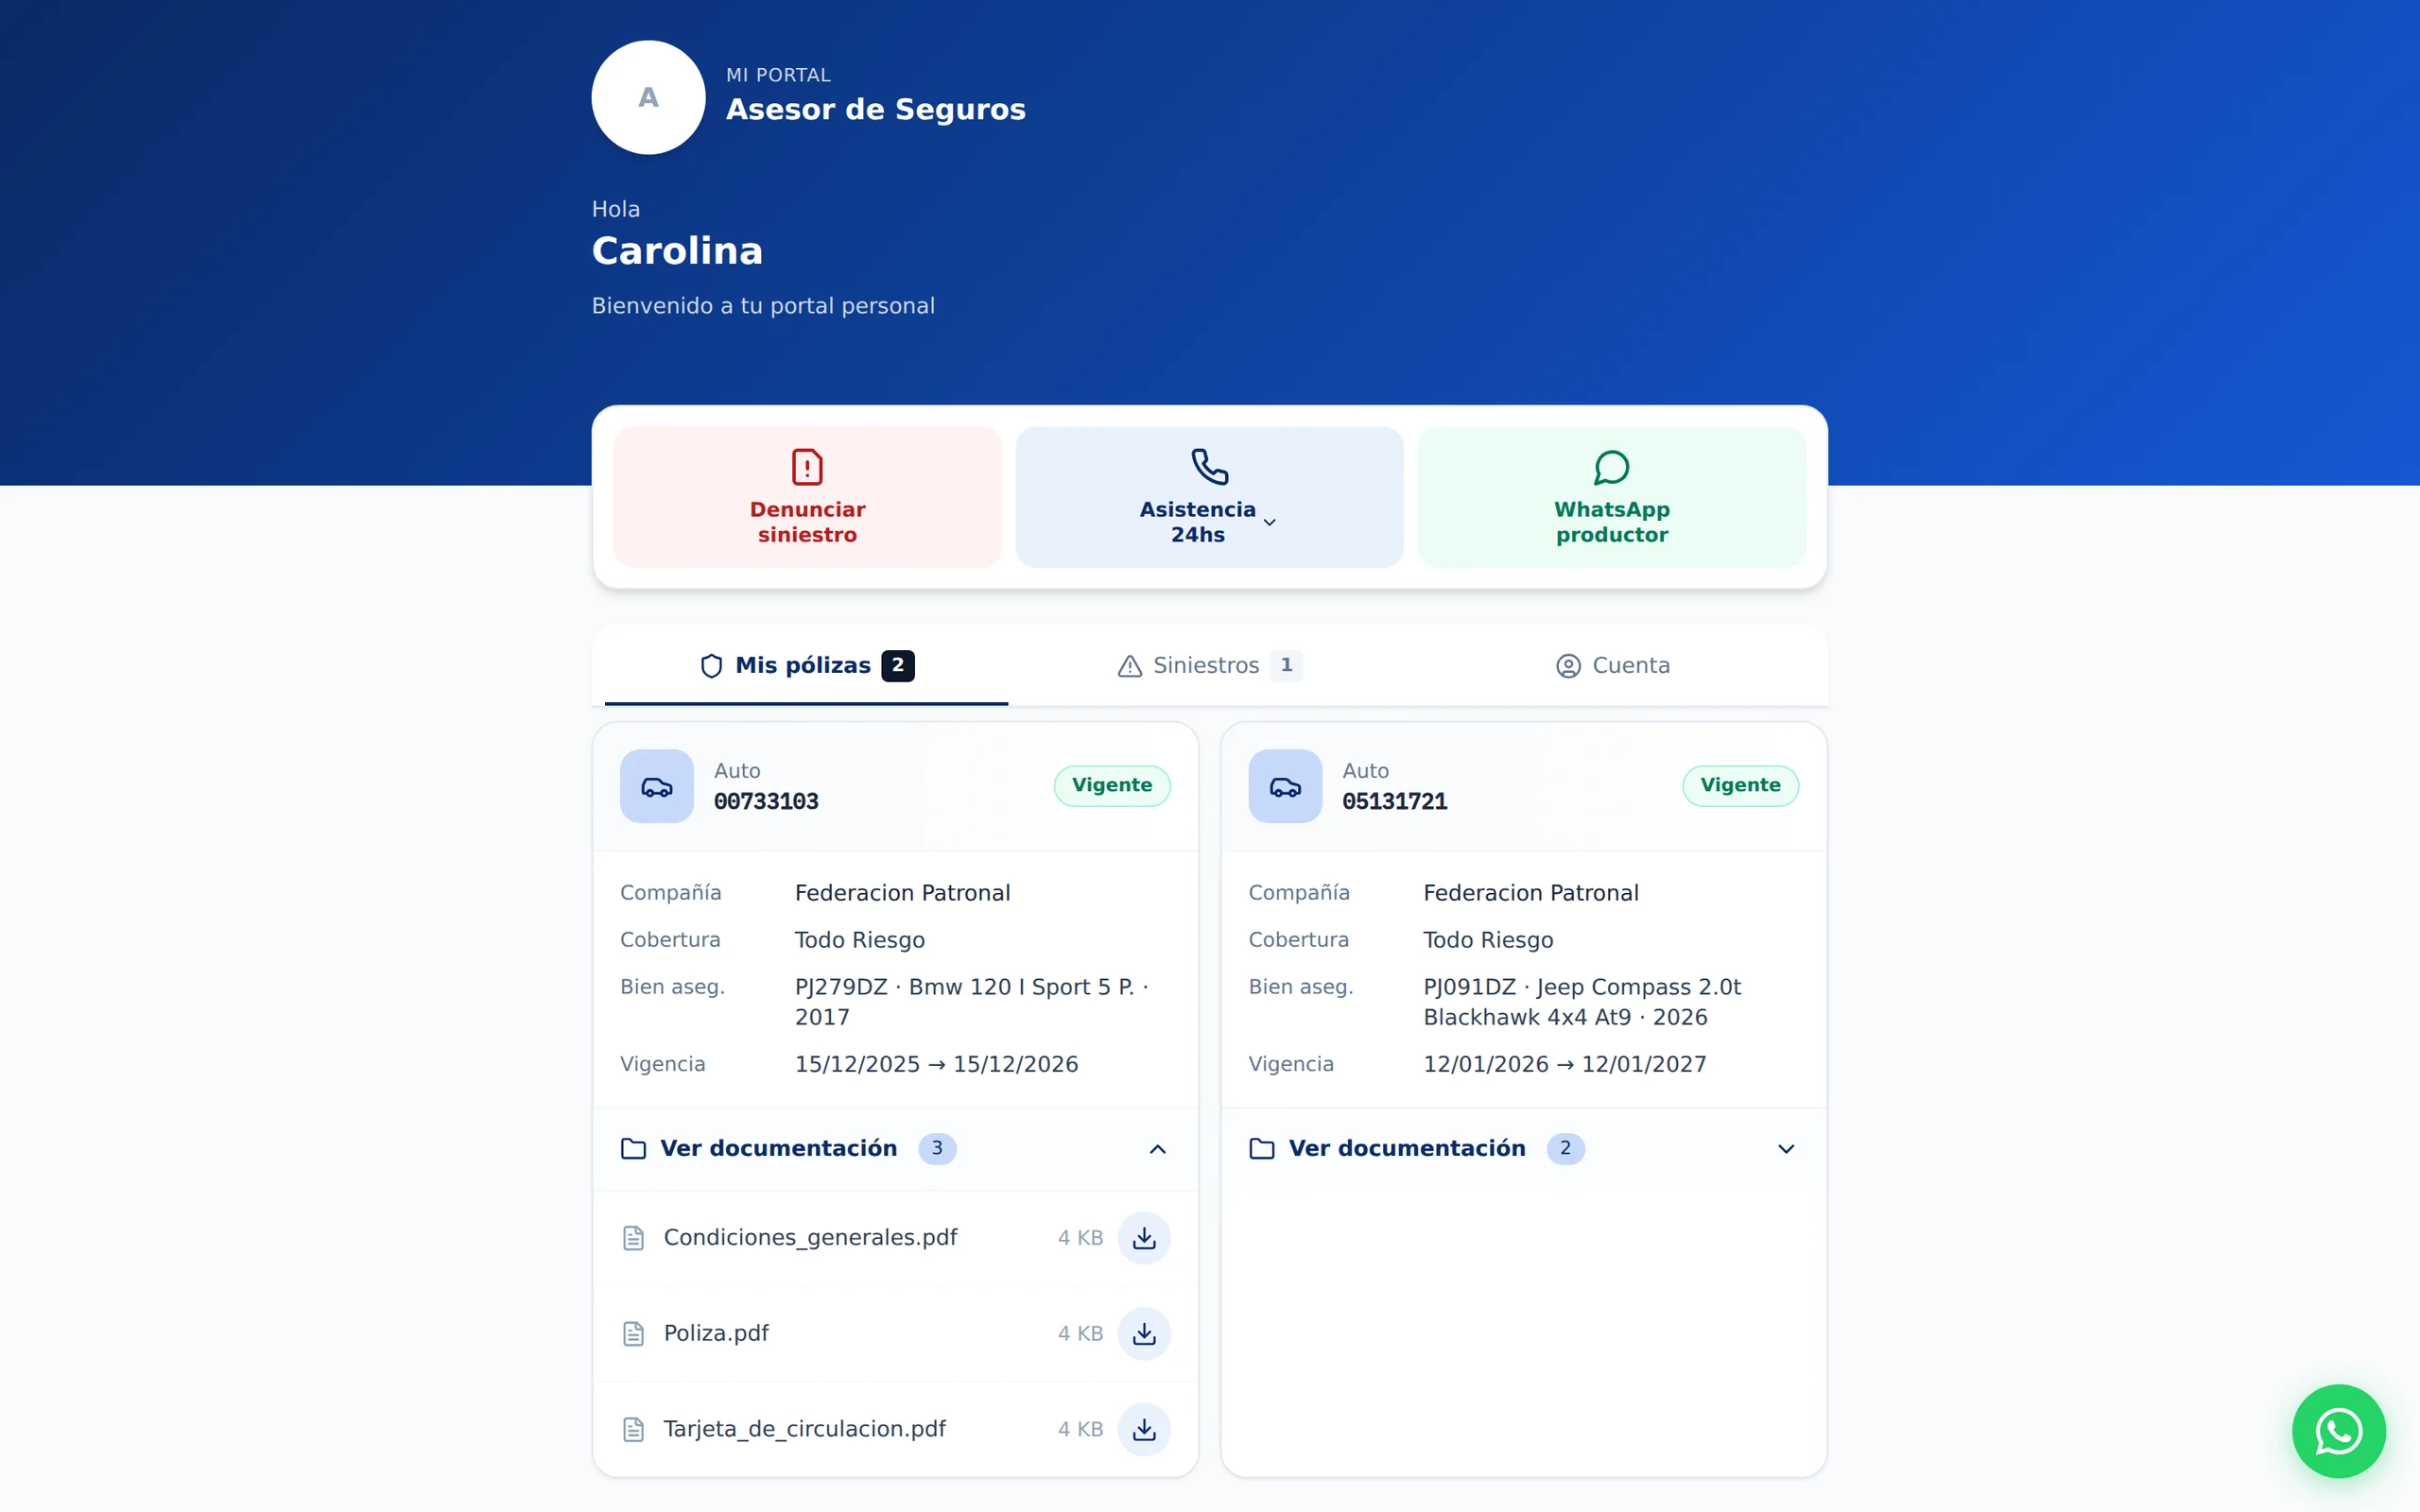 A
MI PORTAL
Asesor de Seguros
Hola
Carolina
Bienvenido a tu portal personal
Denunciar
siniestro
Asistencia
24hs
WhatsApp
productor
Mis pólizas 2
Siniestros 1
Cuenta
Auto
00733103
Vigente
Compañía Federacion Patronal
Cobertura Todo Riesgo
Bien aseg. PJ279DZ · Bmw 120 I Sport 5 P. ·
2017
Vigencia 15/12/2025 → 15/12/2026
Ver documentación 3
Condiciones_generales.pdf 4 KB
Poliza.pdf 4 KB
Tarjeta_de_circulacion.pdf 4 KB
Auto
05131721
Vigente
Compañía Federacion Patronal
Cobertura Todo Riesgo
Bien aseg. PJ091DZ · Jeep Compass 2.0t
Blackhawk 4x4 At9 · 2026
Vigencia 12/01/2026 → 12/01/2027
Ver documentación 2